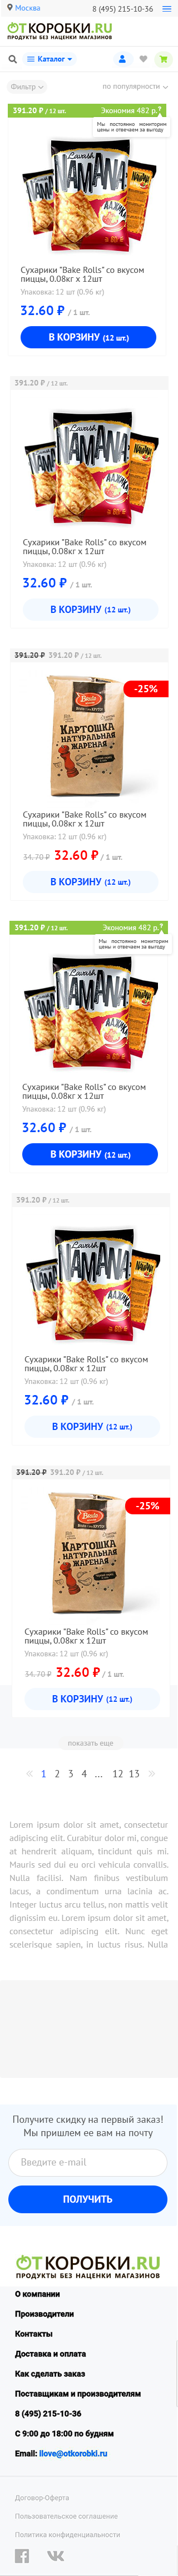 Москва
8 (495) 215-10-36
ОТКОРОБКИ.RU
ПРОДУКТЫ БЕЗ НАЦЕНКИ МАГАЗИНОВ
Каталог
Фильтр
по популярности
391.20 ₽ / 12 шт.
Экономия 482 р.?
Мы постоянно мониторим
цены и отвечаем за выгоду
Lavash
ХАМАМА
АДЖИКА
Сухарики "Bake Rolls" со вкусом
пиццы, 0.08кг х 12шт
Упаковка: 12 шт (0.96 кг)
32.60 ₽ / 1 шт.
В КОРЗИНУ (12 шт.)
391.20 ₽ / 12 шт.
Lavash
ХАМАМА
АДЖИКА
Сухарики "Bake Rolls" со вкусом
пиццы, 0.08кг х 12шт
Упаковка: 12 шт (0.96 кг)
32.60 ₽ / 1 шт.
В КОРЗИНУ (12 шт.)
391.20 ₽ 391.20 ₽ / 12 шт.
-25%
КАРТОШКА
НАТУРАЛЬНАЯ
ЖАРЕНАЯ
Сухарики "Bake Rolls" со вкусом
пиццы, 0.08кг х 12шт
Упаковка: 12 шт (0.96 кг)
34.70 ₽ 32.60 ₽ / 1 шт.
В КОРЗИНУ (12 шт.)
391.20 ₽ / 12 шт.
Экономия 482 р.?
Мы постоянно мониторим
цены и отвечаем за выгоду
Lavash
ХАМАМА
АДЖИКА
Сухарики "Bake Rolls" со вкусом
пиццы, 0.08кг х 12шт
Упаковка: 12 шт (0.96 кг)
32.60 ₽ / 1 шт.
В КОРЗИНУ (12 шт.)
391.20 ₽ / 12 шт.
Lavash
ХАМАМА
АДЖИКА
Сухарики "Bake Rolls" со вкусом
пиццы, 0.08кг х 12шт
Упаковка: 12 шт (0.96 кг)
32.60 ₽ / 1 шт.
В КОРЗИНУ (12 шт.)
391.20 ₽ 391.20 ₽ / 12 шт.
-25%
КАРТОШКА
НАТУРАЛЬНАЯ
ЖАРЕНАЯ
Сухарики "Bake Rolls" со вкусом
пиццы, 0.08кг х 12шт
Упаковка: 12 шт (0.96 кг)
34.70 ₽ 32.60 ₽ / 1 шт.
В КОРЗИНУ (12 шт.)
показать еще
« 1 2 3 4 ... 12 13 »
Lorem ipsum dolor sit amet, consectetur
adipiscing elit. Curabitur dolor mi, congue
at hendrerit aliquam, tincidunt quis mi.
Mauris sed dui eu orci vehicula convallis.
Nulla facilisi. Nam finibus vestibulum
lacus, a condimentum urna lacinia ac.
Integer luctus arcu tellus, non mattis velit
dignissim eu. Lorem ipsum dolor sit amet,
consectetur adipiscing elit. Nunc eget
scelerisque sapien, in luctus risus. Nulla
Получите скидку на первый заказ!
Мы пришлем ее вам на почту
Введите e-mail
ПОЛУЧИТЬ
ОТКОРОБКИ.RU
ПРОДУКТЫ БЕЗ НАЦЕНКИ МАГАЗИНОВ
О компании
Производители
Контакты
Доставка и оплата
Как сделать заказ
Поставщикам и производителям
8 (495) 215-10-36
С 9:00 до 18:00 по будням
Email: ilove@otkorobki.ru
Договор-Оферта
Пользовательское соглашение
Политика конфиденциальности